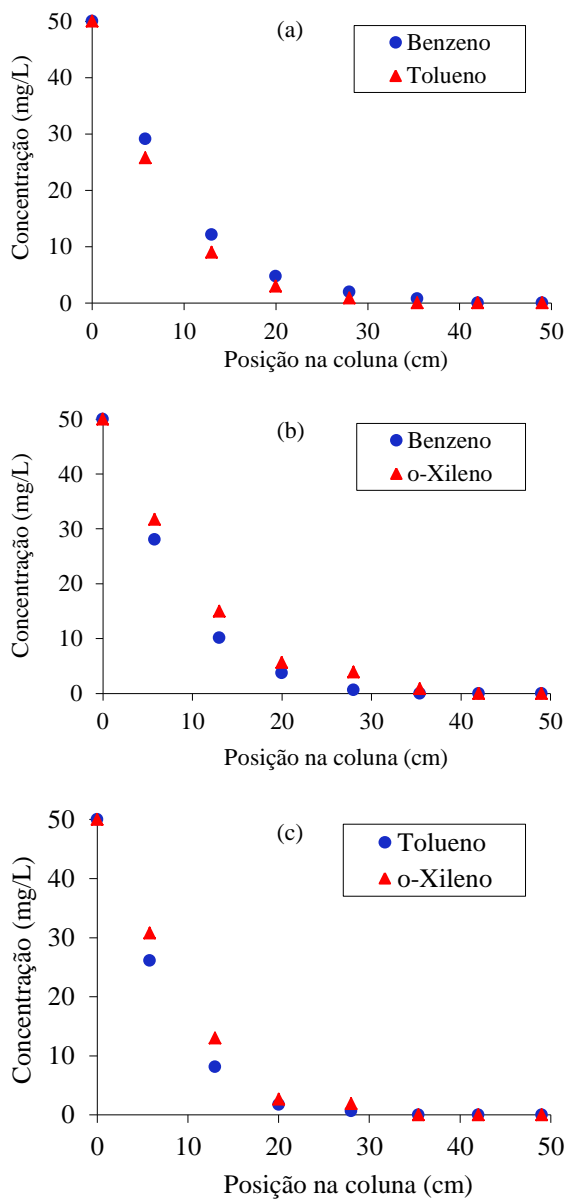 (a)
Benzeno
Tolueno
Concentração (mg/L)
50
40
30
20
10
0
0 10 20 30 40 50
Posição na coluna (cm)
(b)
Benzeno
o-Xileno
Concentração (mg/L)
50
40
30
20
10
0
0 10 20 30 40 50
Posição na coluna (cm)
(c)
Tolueno
o-Xileno
Concentração (mg/L)
50
40
30
20
10
0
0 10 20 30 40 50
Posição na coluna (cm)